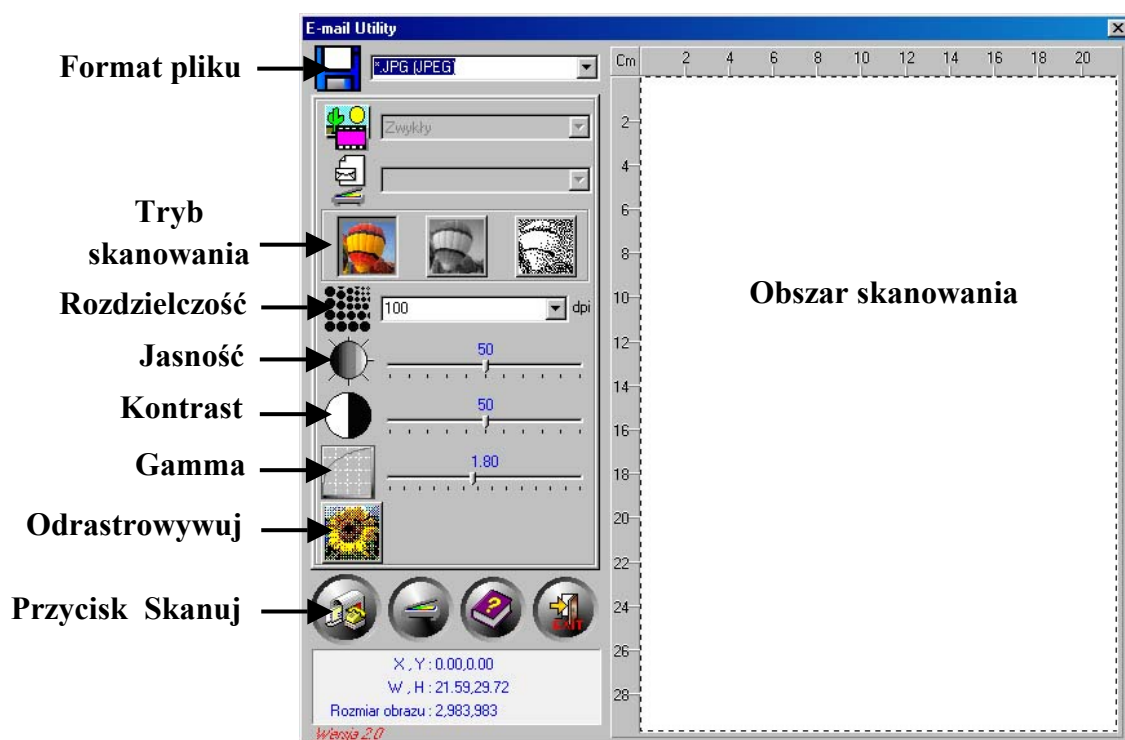 E-mail Utility
Format pliku
*.JPG (JPEG)
Zwykły
Tryb
skanowania
Rozdzielczość
100
dpi
Jasność
50
Kontrast
50
Gamma
1.80
Odrastrowywuj
Przycisk Skanuj
EXIT
X , Y : 0.00,0.00
W , H : 21.59,29.72
Rozmiar obrazu : 2,983,983
Wersja 2.0
Cm
2 4 6 8 10 12 14 16 18 20
2
4
6
8
10
12
14
16
18
20
22
24
26
28
Obszar skanowania